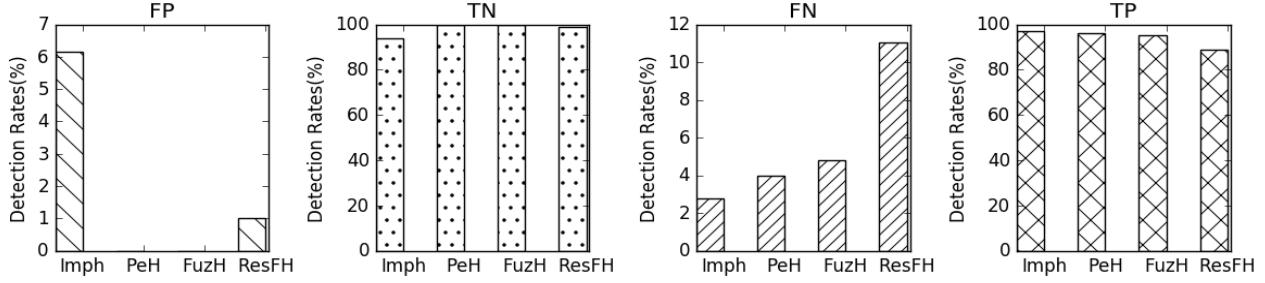 FP
Detection Rates(%)
7
6
5
4
3
2
1
0
Imph PeH FuzH ResFH
TN
Detection Rates(%)
100
80
60
40
20
0
Imph PeH FuzH ResFH
FN
Detection Rates(%)
12
10
8
6
4
2
0
Imph PeH FuzH ResFH
TP
Detection Rates(%)
100
80
60
40
20
0
Imph PeH FuzH ResFH